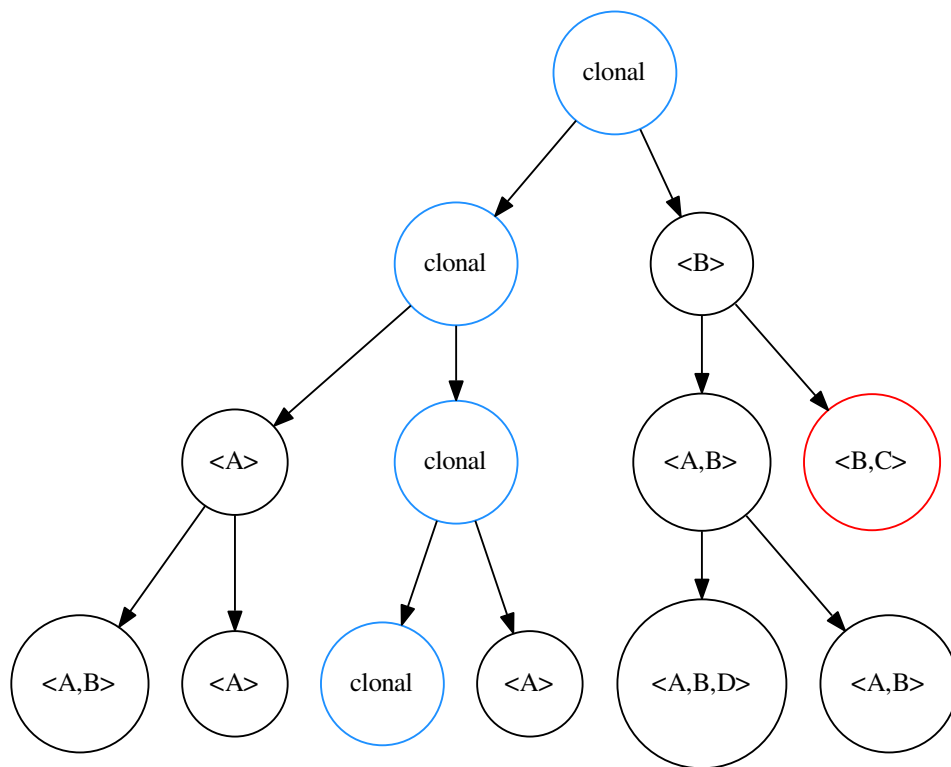 clonal
clonal
<B>
<A>
clonal
<A,B>
<B,C>
<A,B>
<A>
clonal
<A>
<A,B,D>
<A,B>